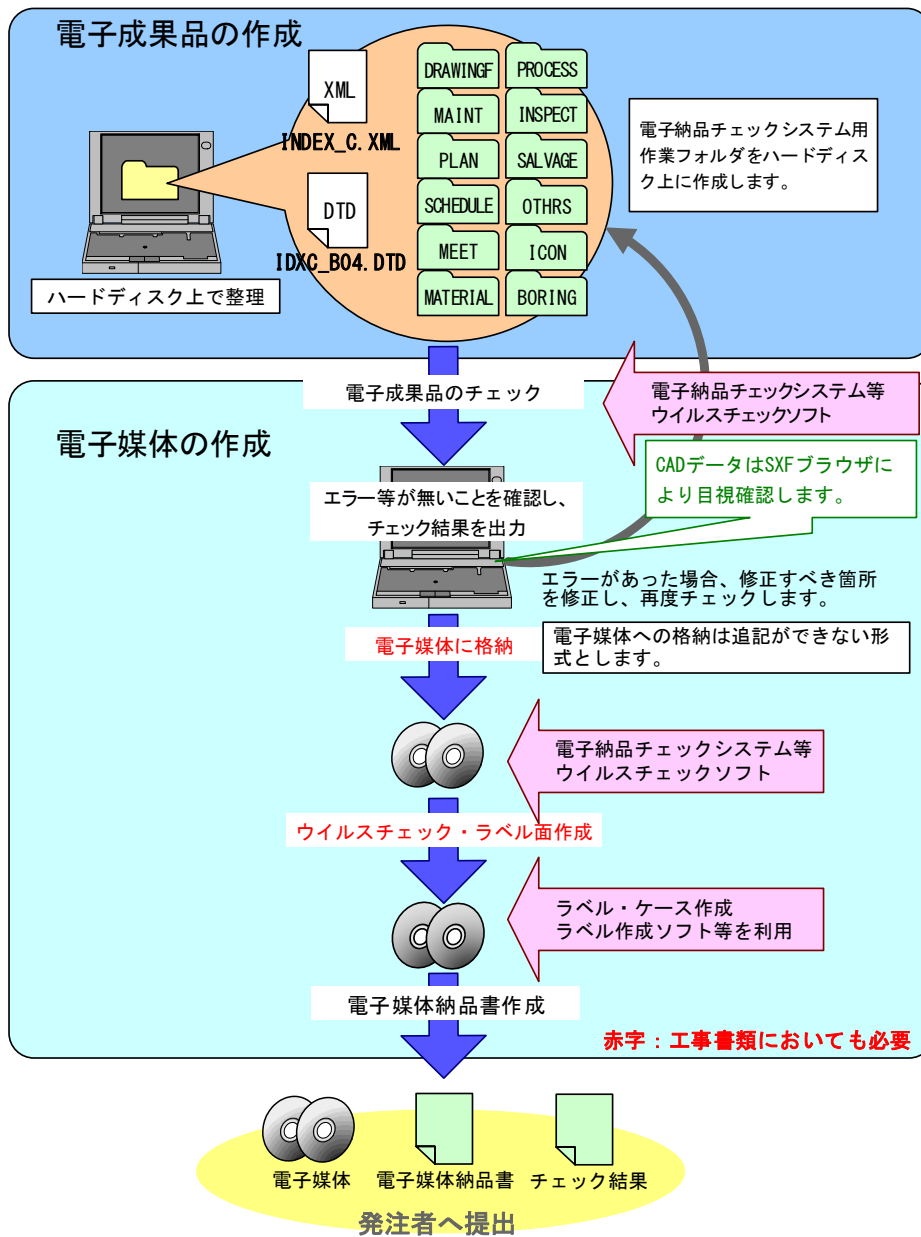 電子成果品の作成
XML
INDEX_C.XML
DTD
IDXC_B04.DTD
DRAWINGF
PROCESS
MAINT
INSPECT
PLAN
SALVAGE
SCHEDULE
OTHRS
MEET
ICON
MATERIAL
BORING
電子納品チェックシステム用
作業フォルダをハードディス
ク上に作成します。
ハードディスク上で整理
電子成果品のチェック
電子納品チェックシステム等
ウイルスチェックソフト
電子媒体の作成
CADデータはSXFブラウザに
より目視確認します。
エラー等が無いことを確認し、
チェック結果を出力
エラーがあった場合、修正すべき箇所
を修正し、再度チェックします。
電子媒体に格納
電子媒体への格納は追記ができない形
式とします。
電子納品チェックシステム等
ウイルスチェックソフト
ウイルスチェック・ラベル面作成
ラベル・ケース作成
ラベル作成ソフト等を利用
電子媒体納品書作成
赤字：工事書類においても必要
電子媒体
電子媒体納品書
チェック結果
発注者へ提出